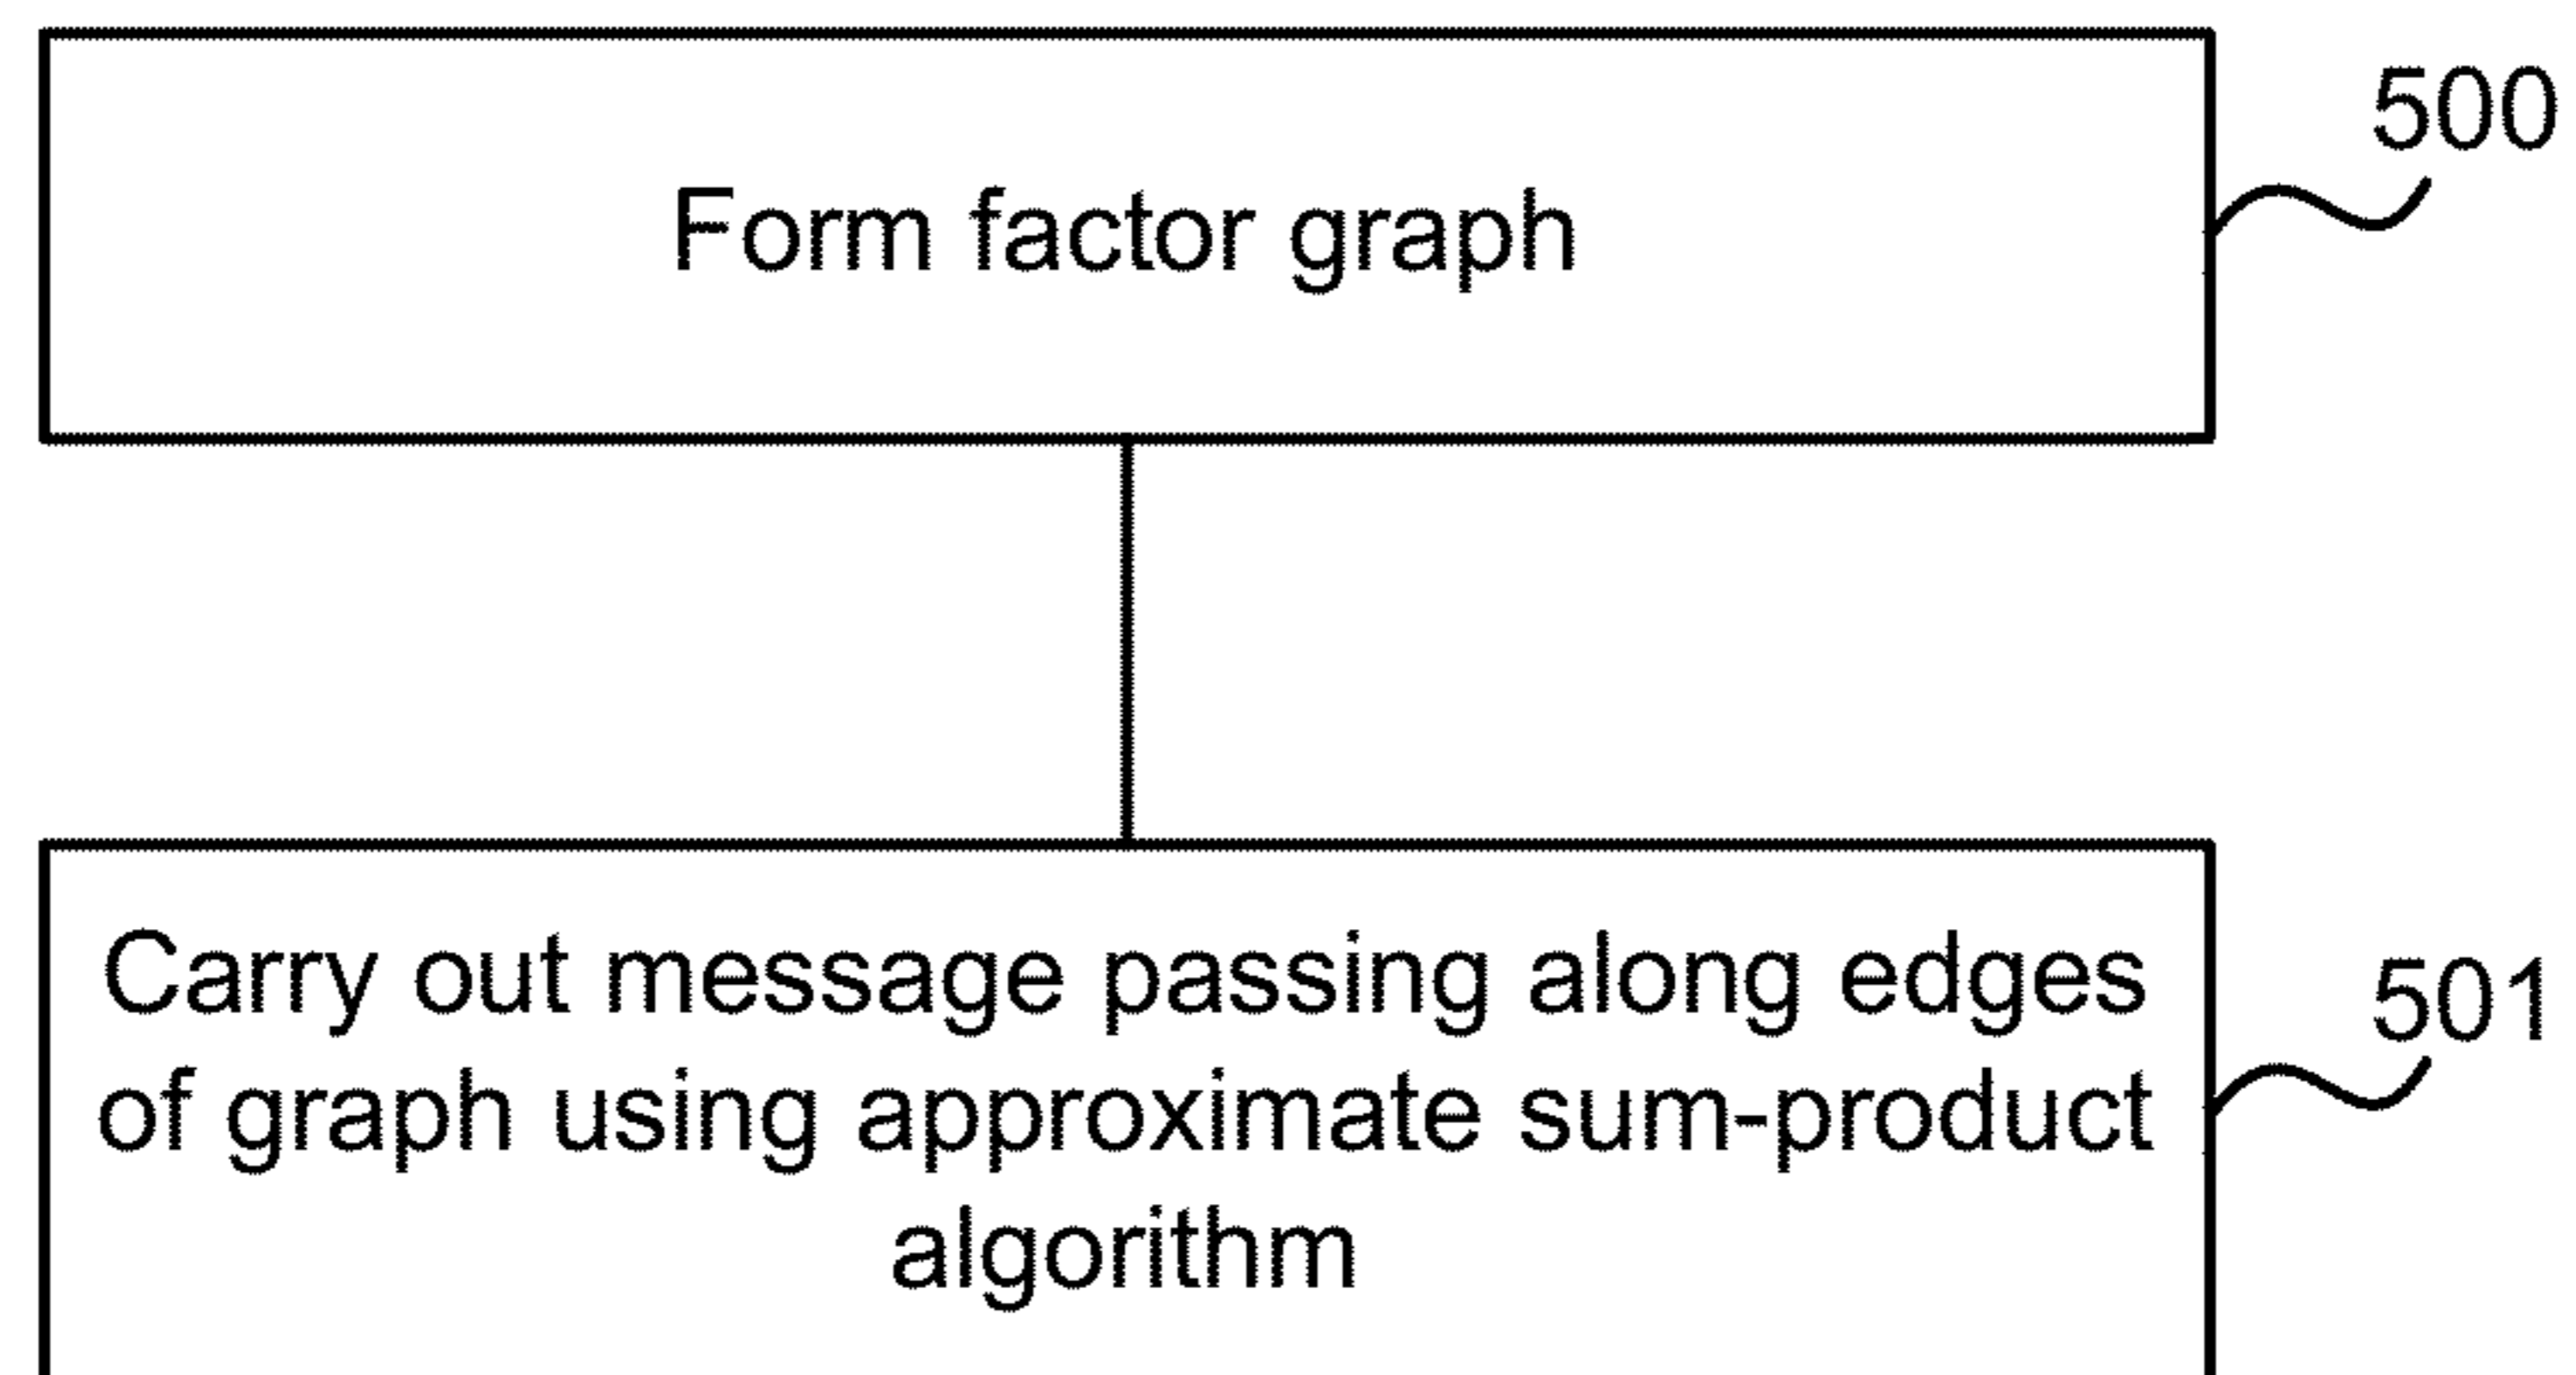 500
Form factor graph
Carry out message passing along edges
501
of graph using approximate sum-product
algorithm